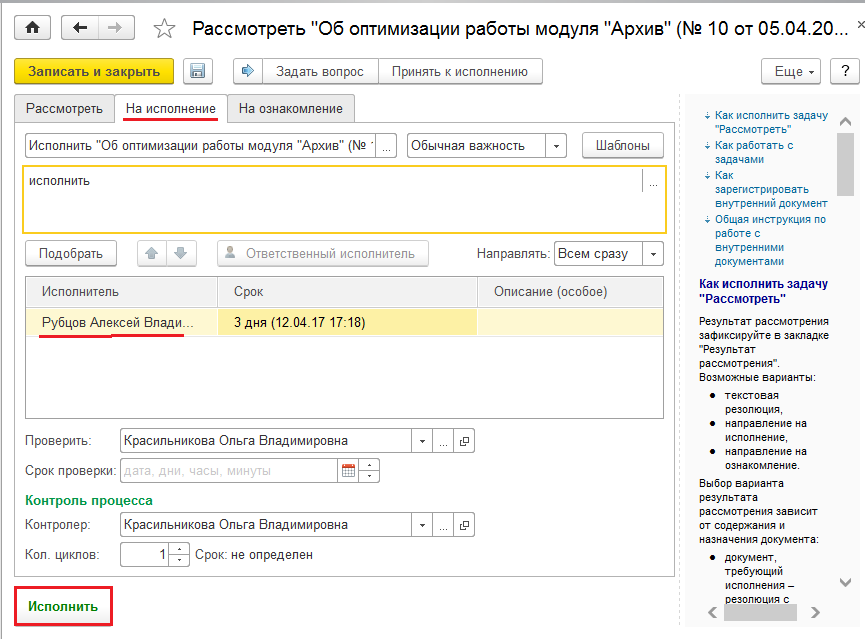 Рассмотреть "Об оптимизации работы модуля "Архив" (№ 10 от 05.04.20...
Записать и закрыть
Задать вопрос
Принять к исполнению
Еще
?
Рассмотреть
На исполнение
На ознакомление
Исполнить "Об оптимизации работы модуля "Архив" (№
...
Обычная важность
Шаблоны
исполнить
...
Подобрать
Ответственный исполнитель
Направлять:
Всем сразу
Исполнитель
Срок
Описание (особое)
Рубцов Алексей Влади...
3 дня (12.04.17 17:18)
Проверить:
Красильникова Ольга Владимировна
...
Срок проверки:
дата, дни, часы, минуты
Контроль процесса
Контролер:
Красильникова Ольга Владимировна
...
Кол. циклов:
1
Срок: не определен
Исполнить
Как исполнить задачу
"Рассмотреть"
Как работать с
задачами
Как
зарегистрировать
внутренний документ
Общая инструкция по
работе с
внутренними
документами
Как исполнить задачу
"Рассмотреть"
Результат рассмотрения
зафиксируйте в закладке
"Результат
рассмотрения".
Возможные варианты:
текстовая
резолюция,
направление на
исполнение,
направление на
ознакомление.
Выбор варианта
результата
рассмотрения зависит
от содержания и
назначения документа:
документ,
требующий
исполнения –
резолюция с